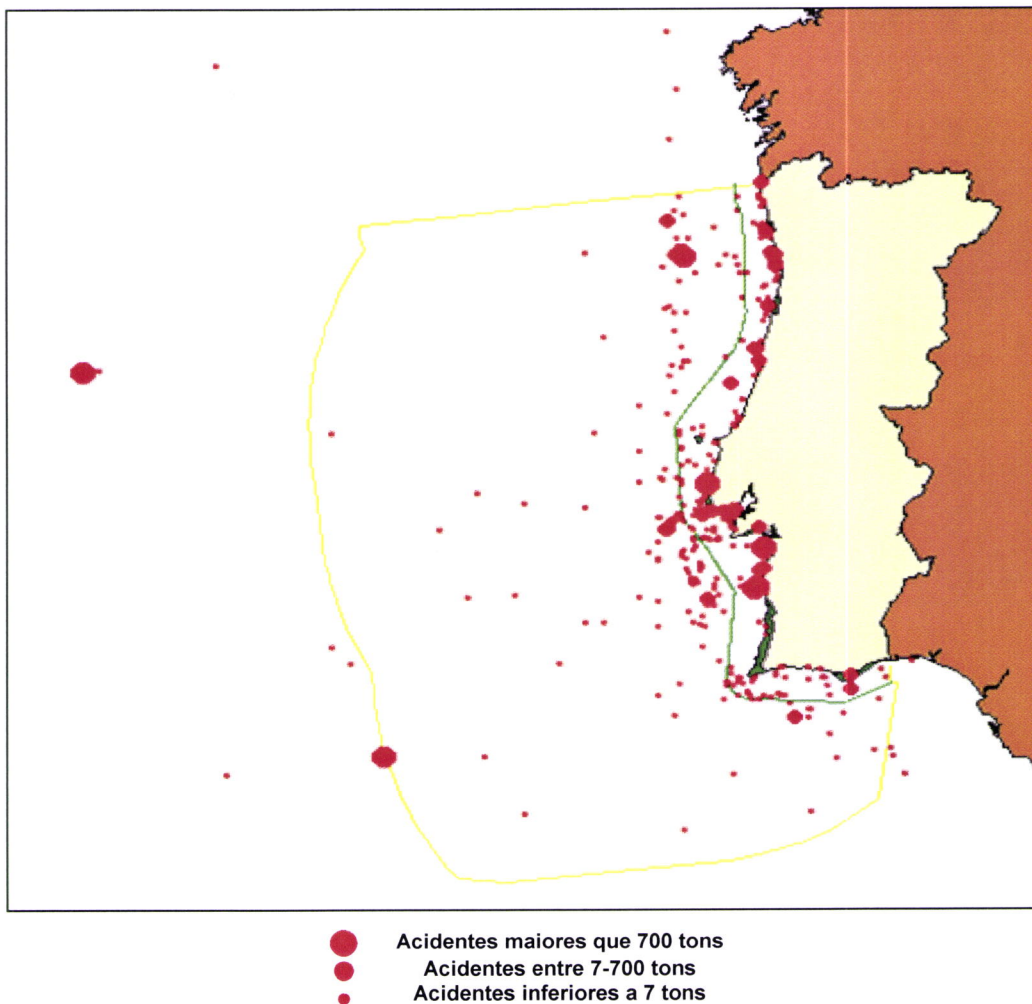 Acidentes maiores que 700 tons
Acidentes entre 7-700 tons
Acidentes inferiores a 7 tons